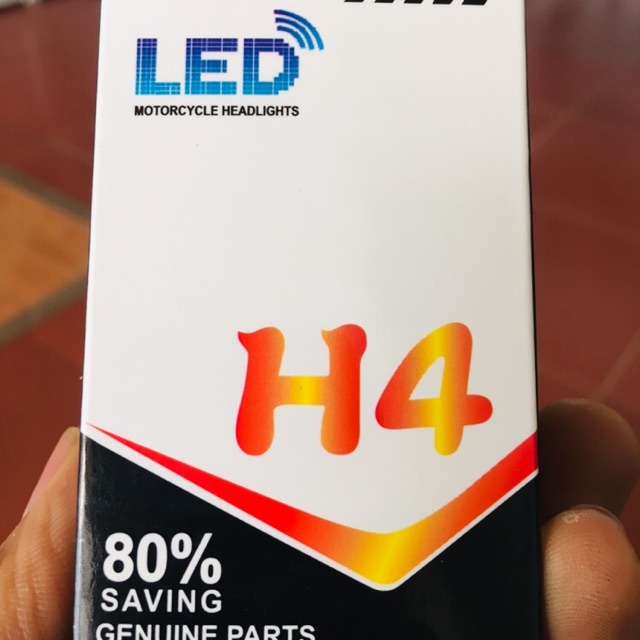 LED
MOTORCYCLE HEADLIGHTS
H4
80%
SAVING
GENUINE PARTS